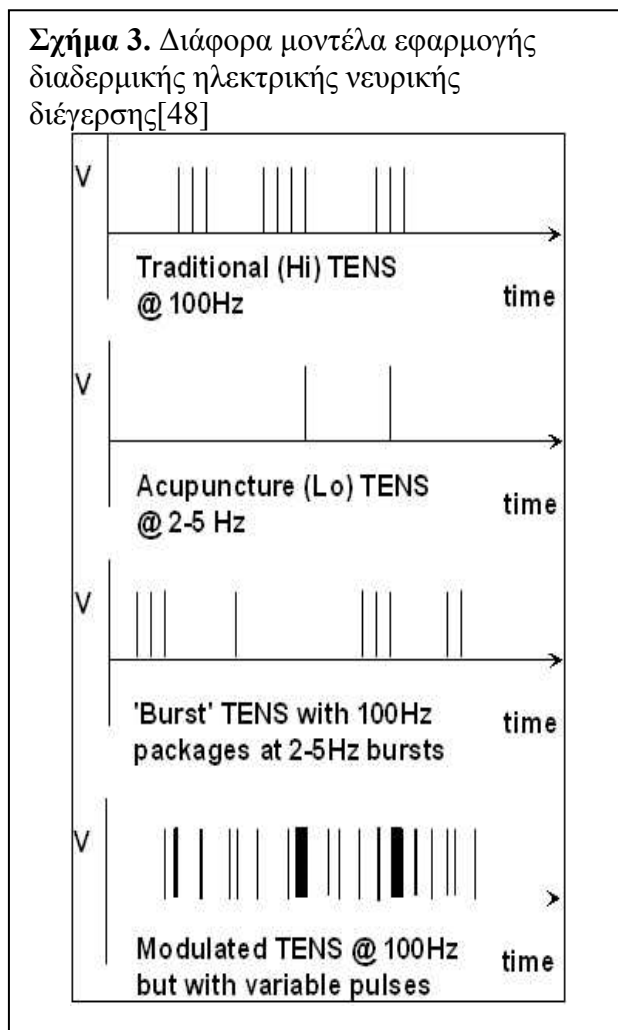 Σχήμα 3. Διάφορα μοντέλα εφαρμογής
διαδερμικής ηλεκτρικής νευρικής
διέγερσης[48]
V
Traditional (Hi) TENS
@ 100Hz
time
V
Acupuncture (Lo) TENS
@ 2-5 Hz
time
V
'Burst' TENS with 100Hz
packages at 2-5Hz bursts
time
V
Modulated TENS @ 100Hz
but with variable pulses
time